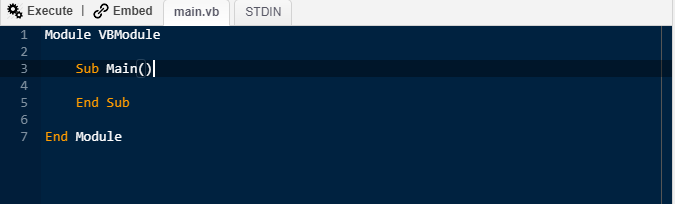 Execute | Embed main.vb STDIN
1 Module VBModule
2
3 Sub Main()
4
5 End Sub
6
7 End Module